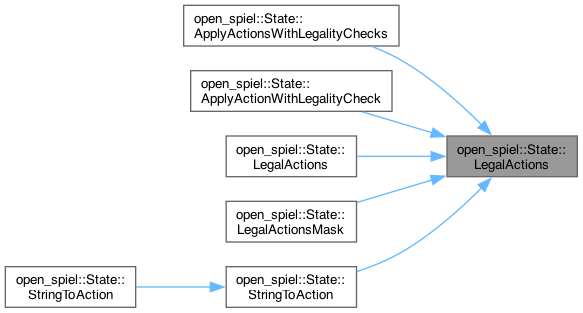 open_spiel::State::
ApplyActionsWithLegalityChecks
open_spiel::State::
ApplyActionWithLegalityCheck
open_spiel::State::
LegalActions
open_spiel::State::
LegalActions
open_spiel::State::
LegalActionsMask
open_spiel::State::
StringToAction
open_spiel::State::
StringToAction